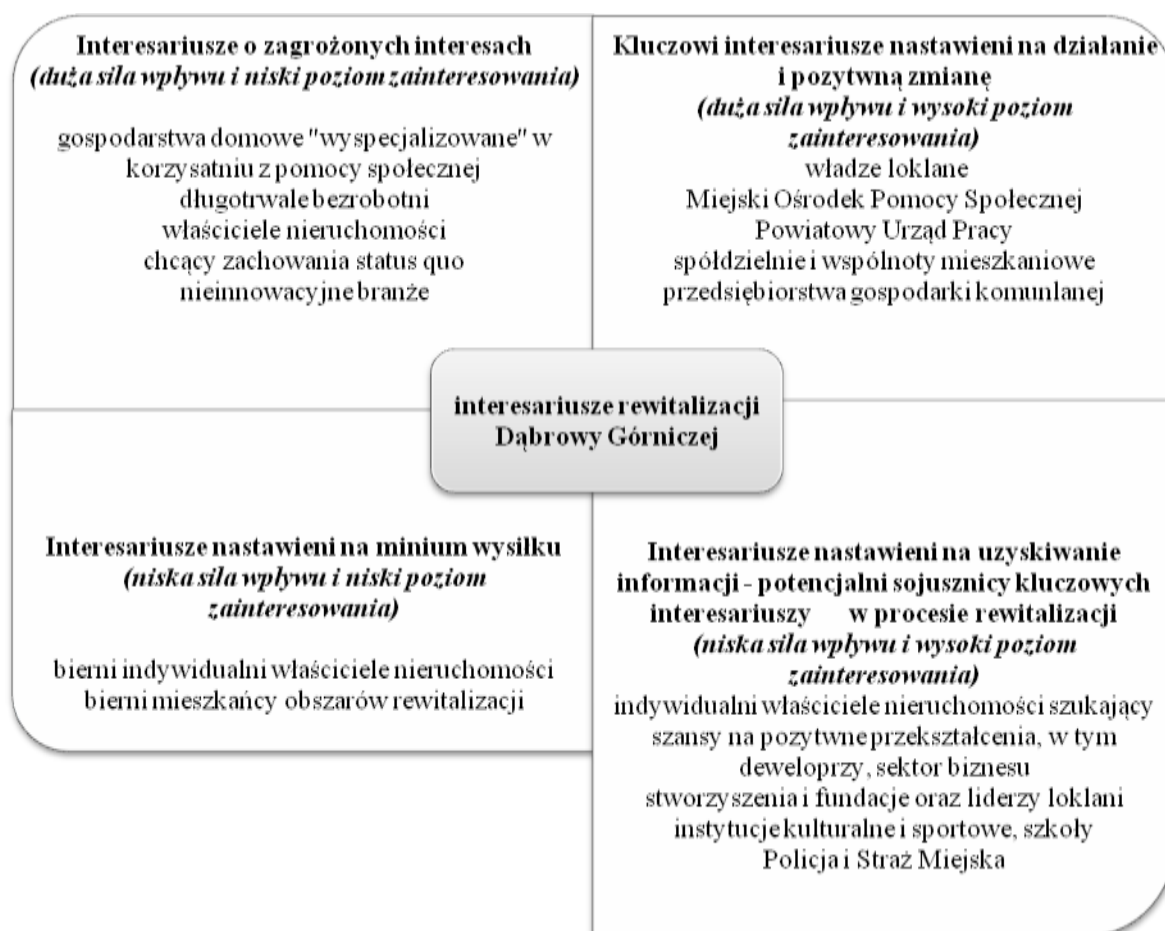 Interesariusze o zagrożonych interesach
(duża siła wpływu i niski poziom zainteresowania)
gospodarstwa domowe "wyspecjalizowane" w
korzysatniu z pomocy społecznej
długotrwale bezrobotni
właściciele nieruchomości
chcący zachowania status quo
nieinnowacyjne branże
Kluczowi interesariusze nastawieni na działanie
i pozytywną zmianę
(duża siła wpływu i wysoki poziom
zainteresowania)
władze loklane
Miejski Ośrodek Pomocy Społecznej
Powiatowy Urząd Pracy
spółdzielnie i wspólnoty mieszkaniowe
przedsiębiorstwa gospodarki komunlanej
interesariusze rewitalizacji
Dąbrowy Górniczej
Interesariusze nastawieni na minium wysiłku
(niska siła wpływu i niski poziom
zainteresowania)
bierni indywidualni właściciele nieruchomości
bierni mieszkańcy obszarów rewitalizacji
Interesariusze nastawieni na uzyskiwanie
informacji - potencjalni sojusznicy kluczowych
interesariuszy w procesie rewitalizacji
(niska siła wpływu i wysoki poziom
zainteresowania)
indywidualni właściciele nieruchomości szukający
szansy na pozytwne przekształcenia, w tym
deweloprzy, sektor biznesu
stworzyszenia i fundacje oraz liderzy loklani
instytucje kulturalne i sportowe, szkoły
Policja i Straż Miejska